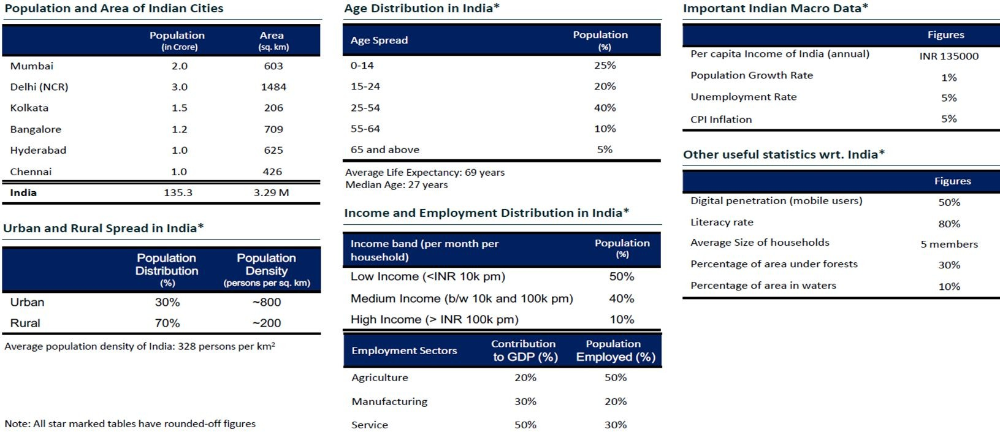 Population and Area of Indian Cities
Population (in Crore) Area (sq. km)
Mumbai 2.0 603
Delhi (NCR) 3.0 1484
Kolkata 1.5 206
Bangalore 1.2 709
Hyderabad 1.0 625
Chennai 1.0 426
India 135.3 3.29 M
Urban and Rural Spread in India*
Population Distribution (%) Population Density (persons per sq. km)
Urban 30% ~800
Rural 70% ~200
Average population density of India: 328 persons per km²
Note: All star marked tables have rounded-off figures
Age Distribution in India*
Age Spread Population (%)
0-14 25%
15-24 20%
25-54 40%
55-64 10%
65 and above 5%
Average Life Expectancy: 69 years
Median Age: 27 years
Income and Employment Distribution in India*
Income band (per month per household) Population (%)
Low Income (<INR 10k pm) 50%
Medium Income (b/w 10k and 100k pm) 40%
High Income (> INR 100k pm) 10%
Employment Sectors Contribution to GDP (%) Population Employed (%)
Agriculture 20% 50%
Manufacturing 30% 20%
Service 50% 30%
Important Indian Macro Data*
Figures
Per capita Income of India (annual) INR 135000
Population Growth Rate 1%
Unemployment Rate 5%
CPI Inflation 5%
Other useful statistics wrt. India*
Figures
Digital penetration (mobile users) 50%
Literacy rate 80%
Average Size of households 5 members
Percentage of area under forests 30%
Percentage of area in waters 10%